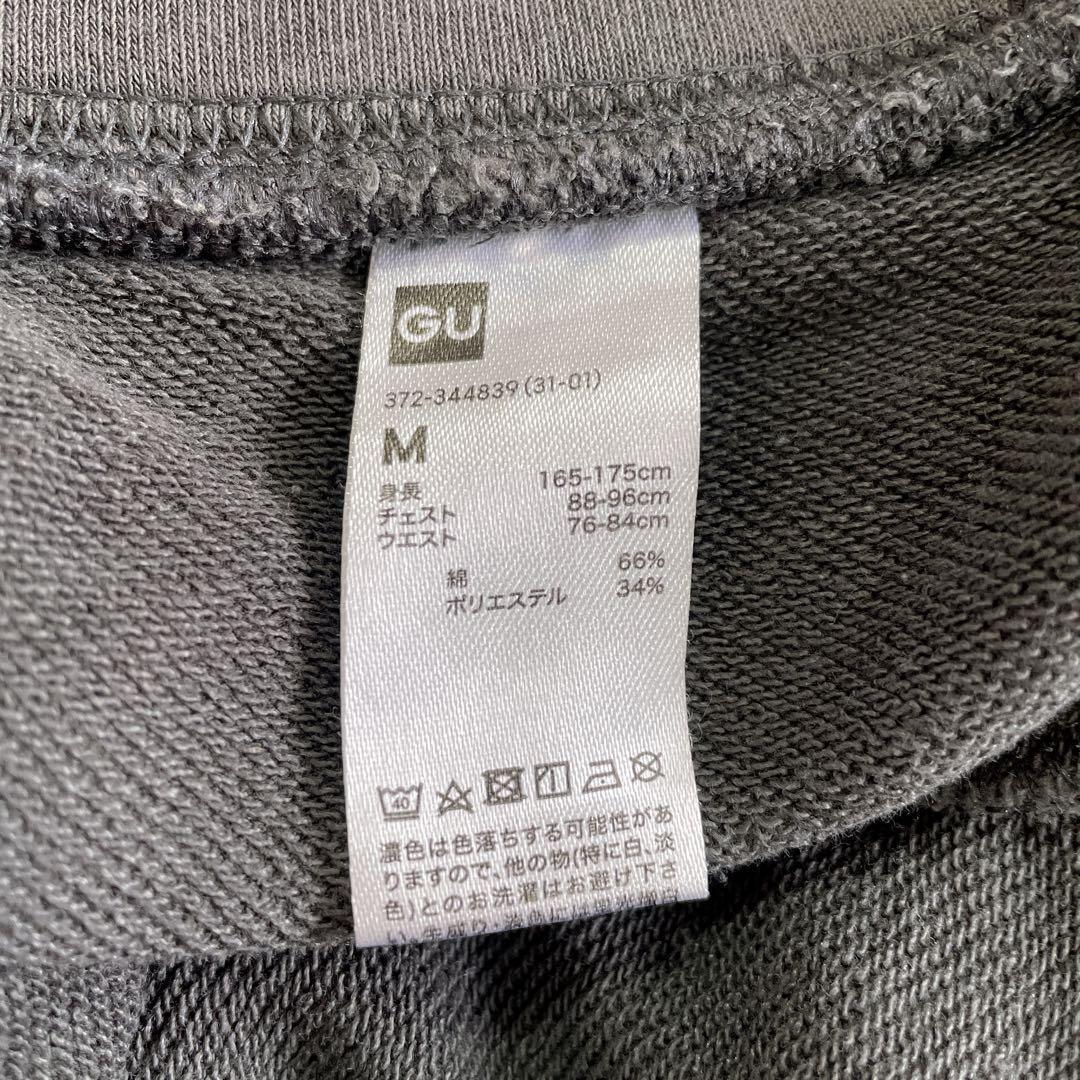 GU
372-344839 (31-01)
M
身長 165-175cm
チェスト 88-96cm
ウエスト 76-84cm
綿 66%
ポリエステル 34%
40
濃色は色落ちする可能性があ
りますので、他の物(特に白、淡
色)とのお洗濯はお避け下さ